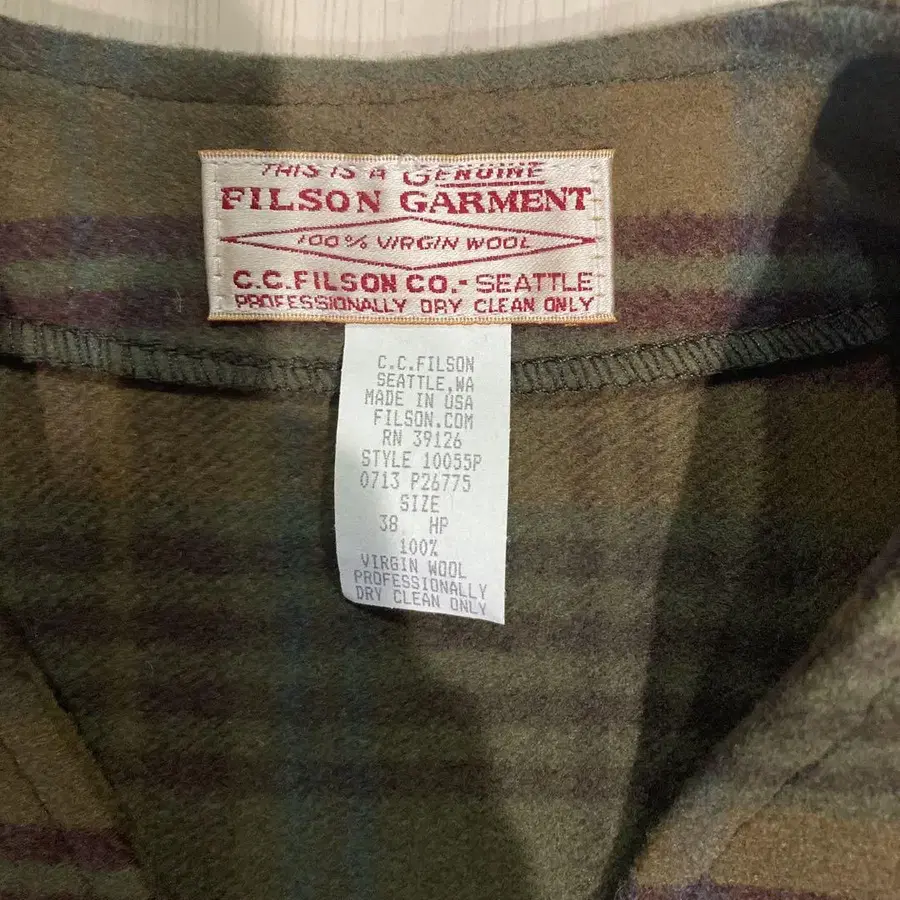 THIS IS A GENUINE
FILSON GARMENT
100% VIRGIN WOOL
C.C.FILSON CO.- SEATTLE
PROFESSIONALLY DRY CLEAN ONLY
C.C.FILSON
SEATTLE,WA
MADE IN USA
FILSON.COM
RN 39126
STYLE 10055P
0713 P26775
SIZE
38 HP
100%
VIRGIN WOOL
PROFESSIONALLY
DRY CLEAN ONLY